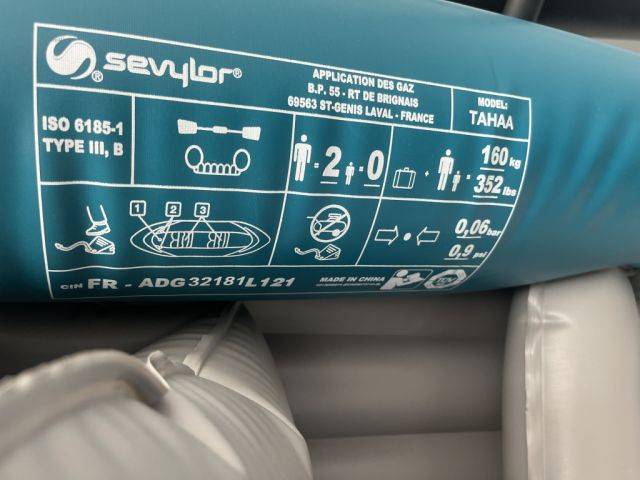 sevylor®
APPLICATION DES GAZ
B.P. 55 - RT DE BRIGNAIS
69563 ST-GENIS LAVAL - FRANCE
MODEL:
TAHAA
ISO 6185-1
TYPE III, B
= 2 = 0
+ = 160 kg
352 lbs
1 2 3
0,06 bar
0,9 psi
CIN FR - ADG32181L121
MADE IN CHINA